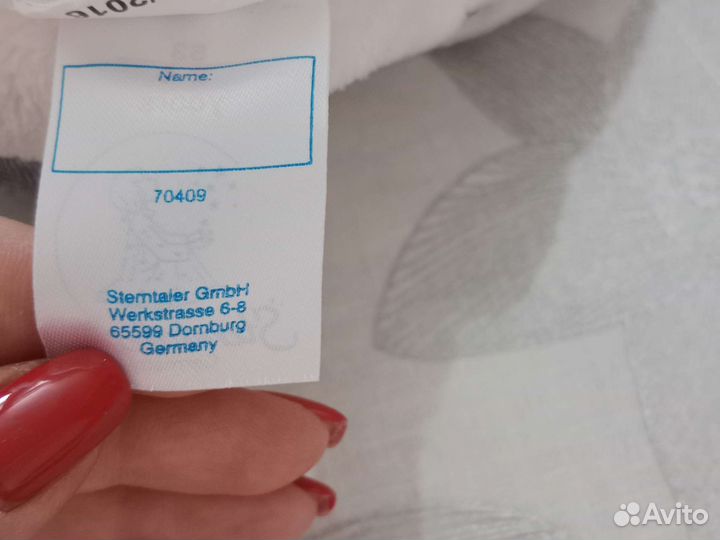 Name:
70409
Sterntaler GmbH
Werkstrasse 6-8
65599 Dornburg
Germany
Avito